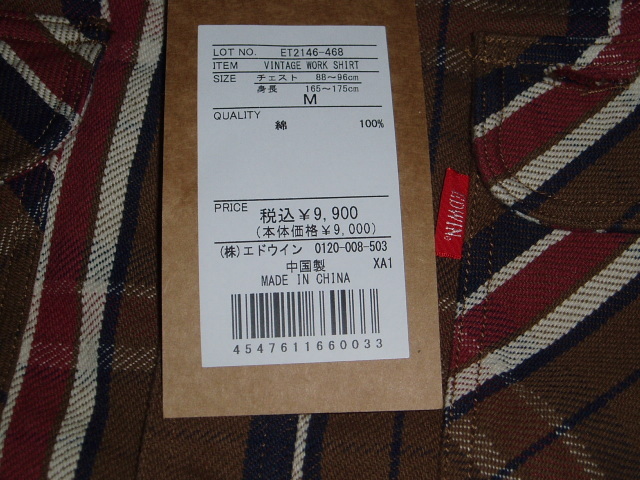 LOT NO. ET2146-468
ITEM VINTAGE WORK SHIRT
SIZE チェスト 88～96cm
身長 165～175cm
M
QUALITY
綿 100%
PRICE 税込￥9,900
(本体価格￥9,000)
(株)エドウイン 0120-008-503
中国製 XA1
MADE IN CHINA
4547611660033
EDWIN®